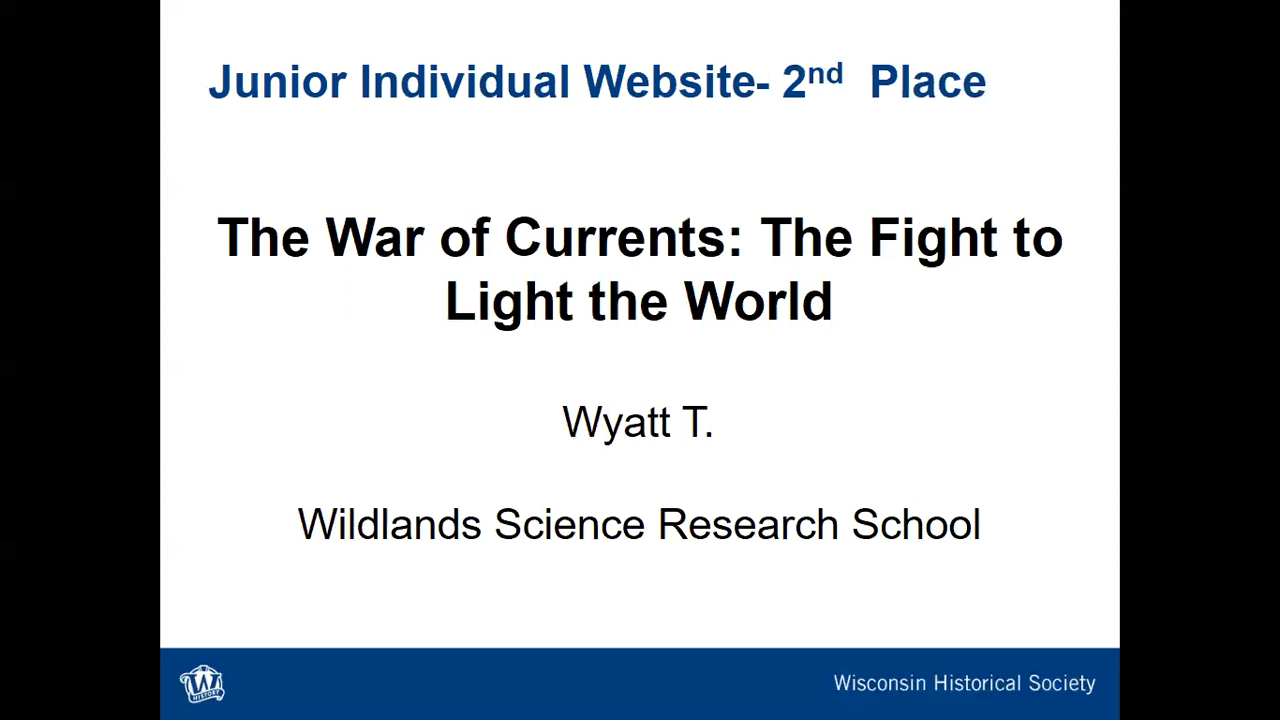 Junior Individual Website- 2nd Place
The War of Currents: The Fight to
Light the World
Wyatt T.
Wildlands Science Research School
W
HISTORY
Wisconsin Historical Society